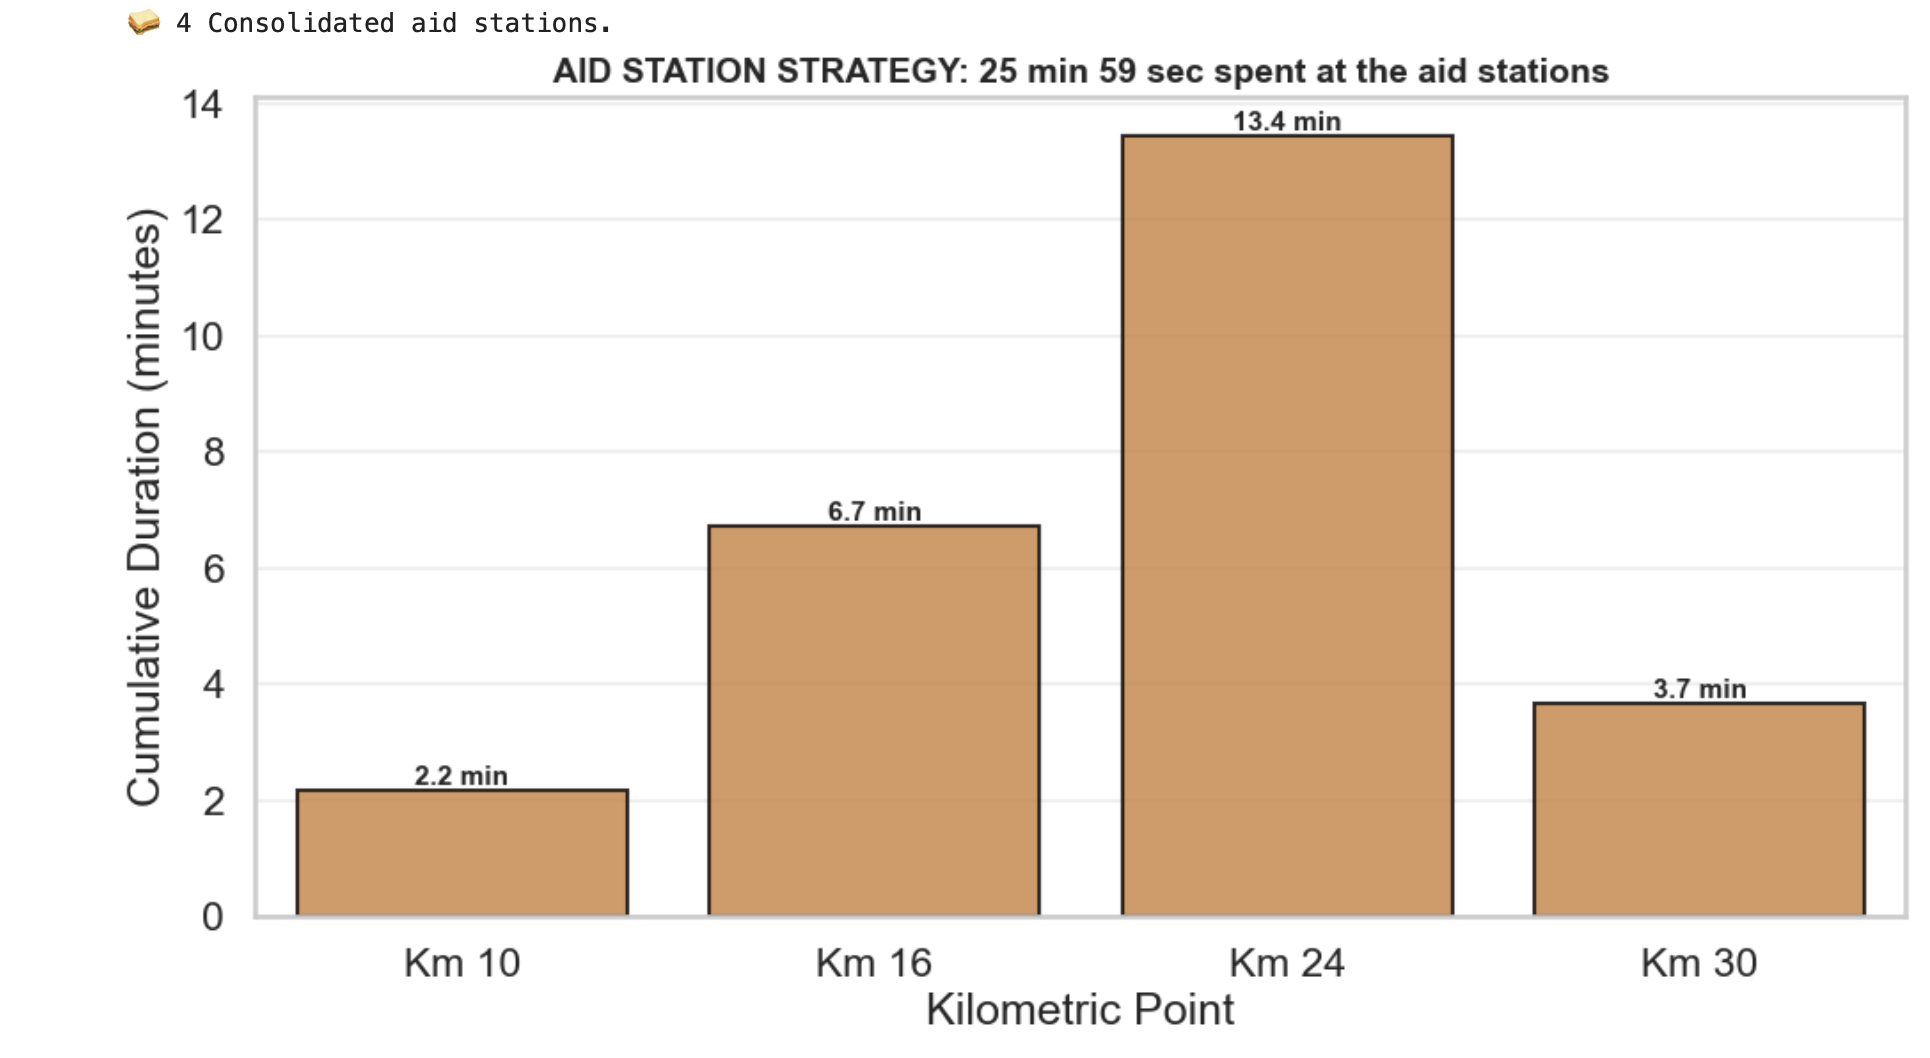 🥪 4 Consolidated aid stations.
AID STATION STRATEGY: 25 min 59 sec spent at the aid stations
Cumulative Duration (minutes)
14
12
10
8
6
4
2
0
2.2 min
6.7 min
13.4 min
3.7 min
Km 10
Km 16
Km 24
Km 30
Kilometric Point